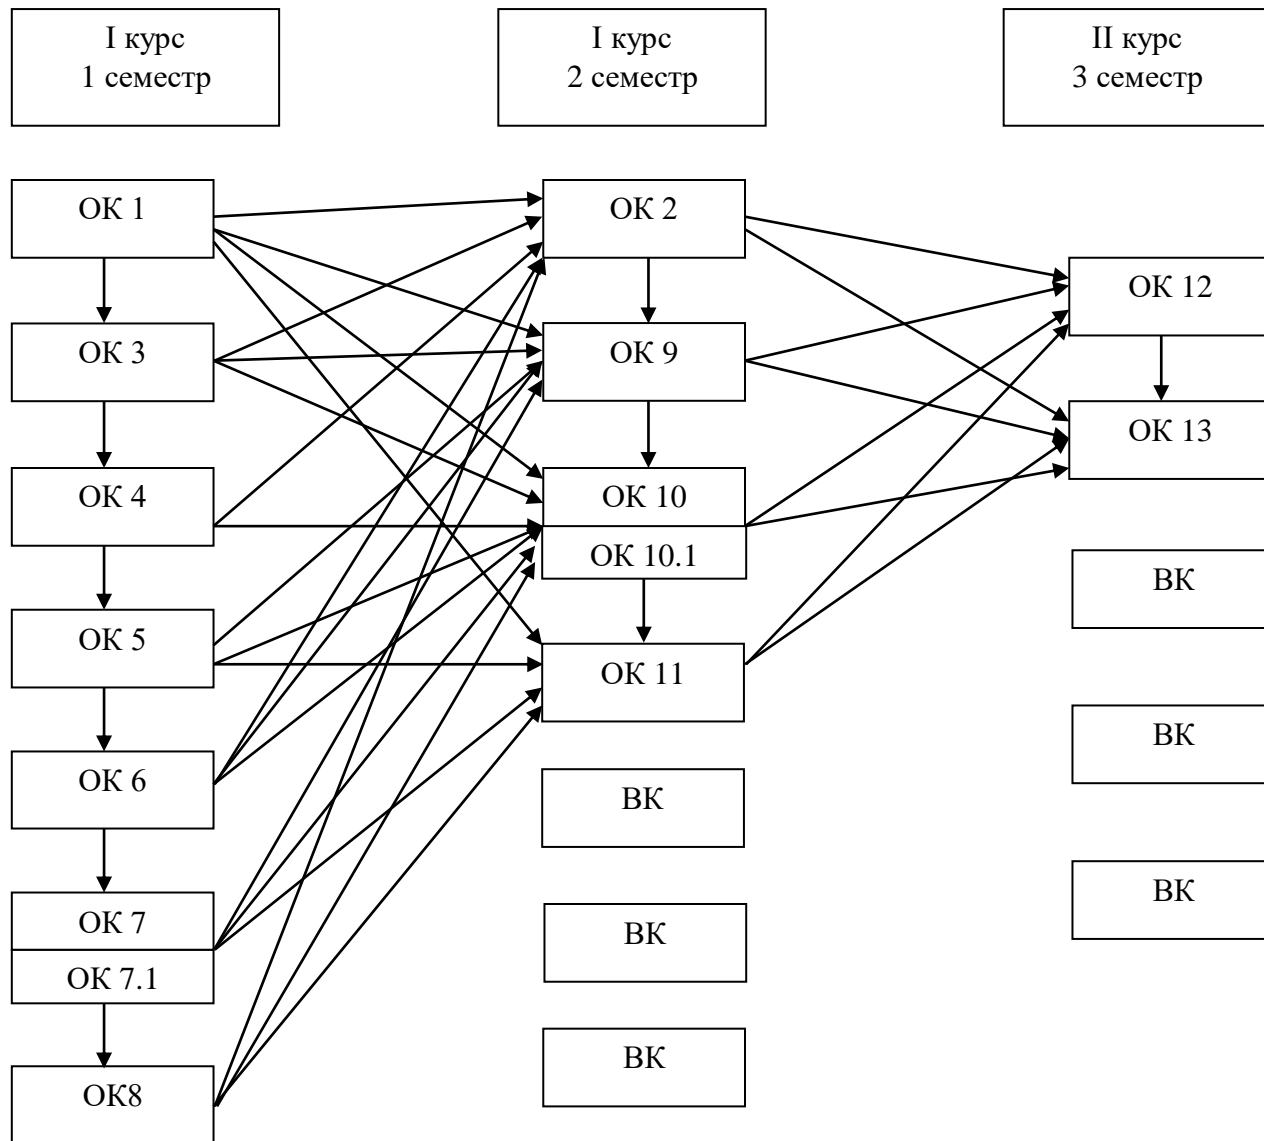 І курс
1 семестр
І курс
2 семестр
ІІ курс
3 семестр
ОК 1
ОК 3
ОК 4
ОК 5
ОК 6
ОК 7
ОК 7.1
ОК8
ОК 2
ОК 9
ОК 10
ОК 10.1
ОК 11
ВК
ВК
ВК
ОК 12
ОК 13
ВК
ВК
ВК